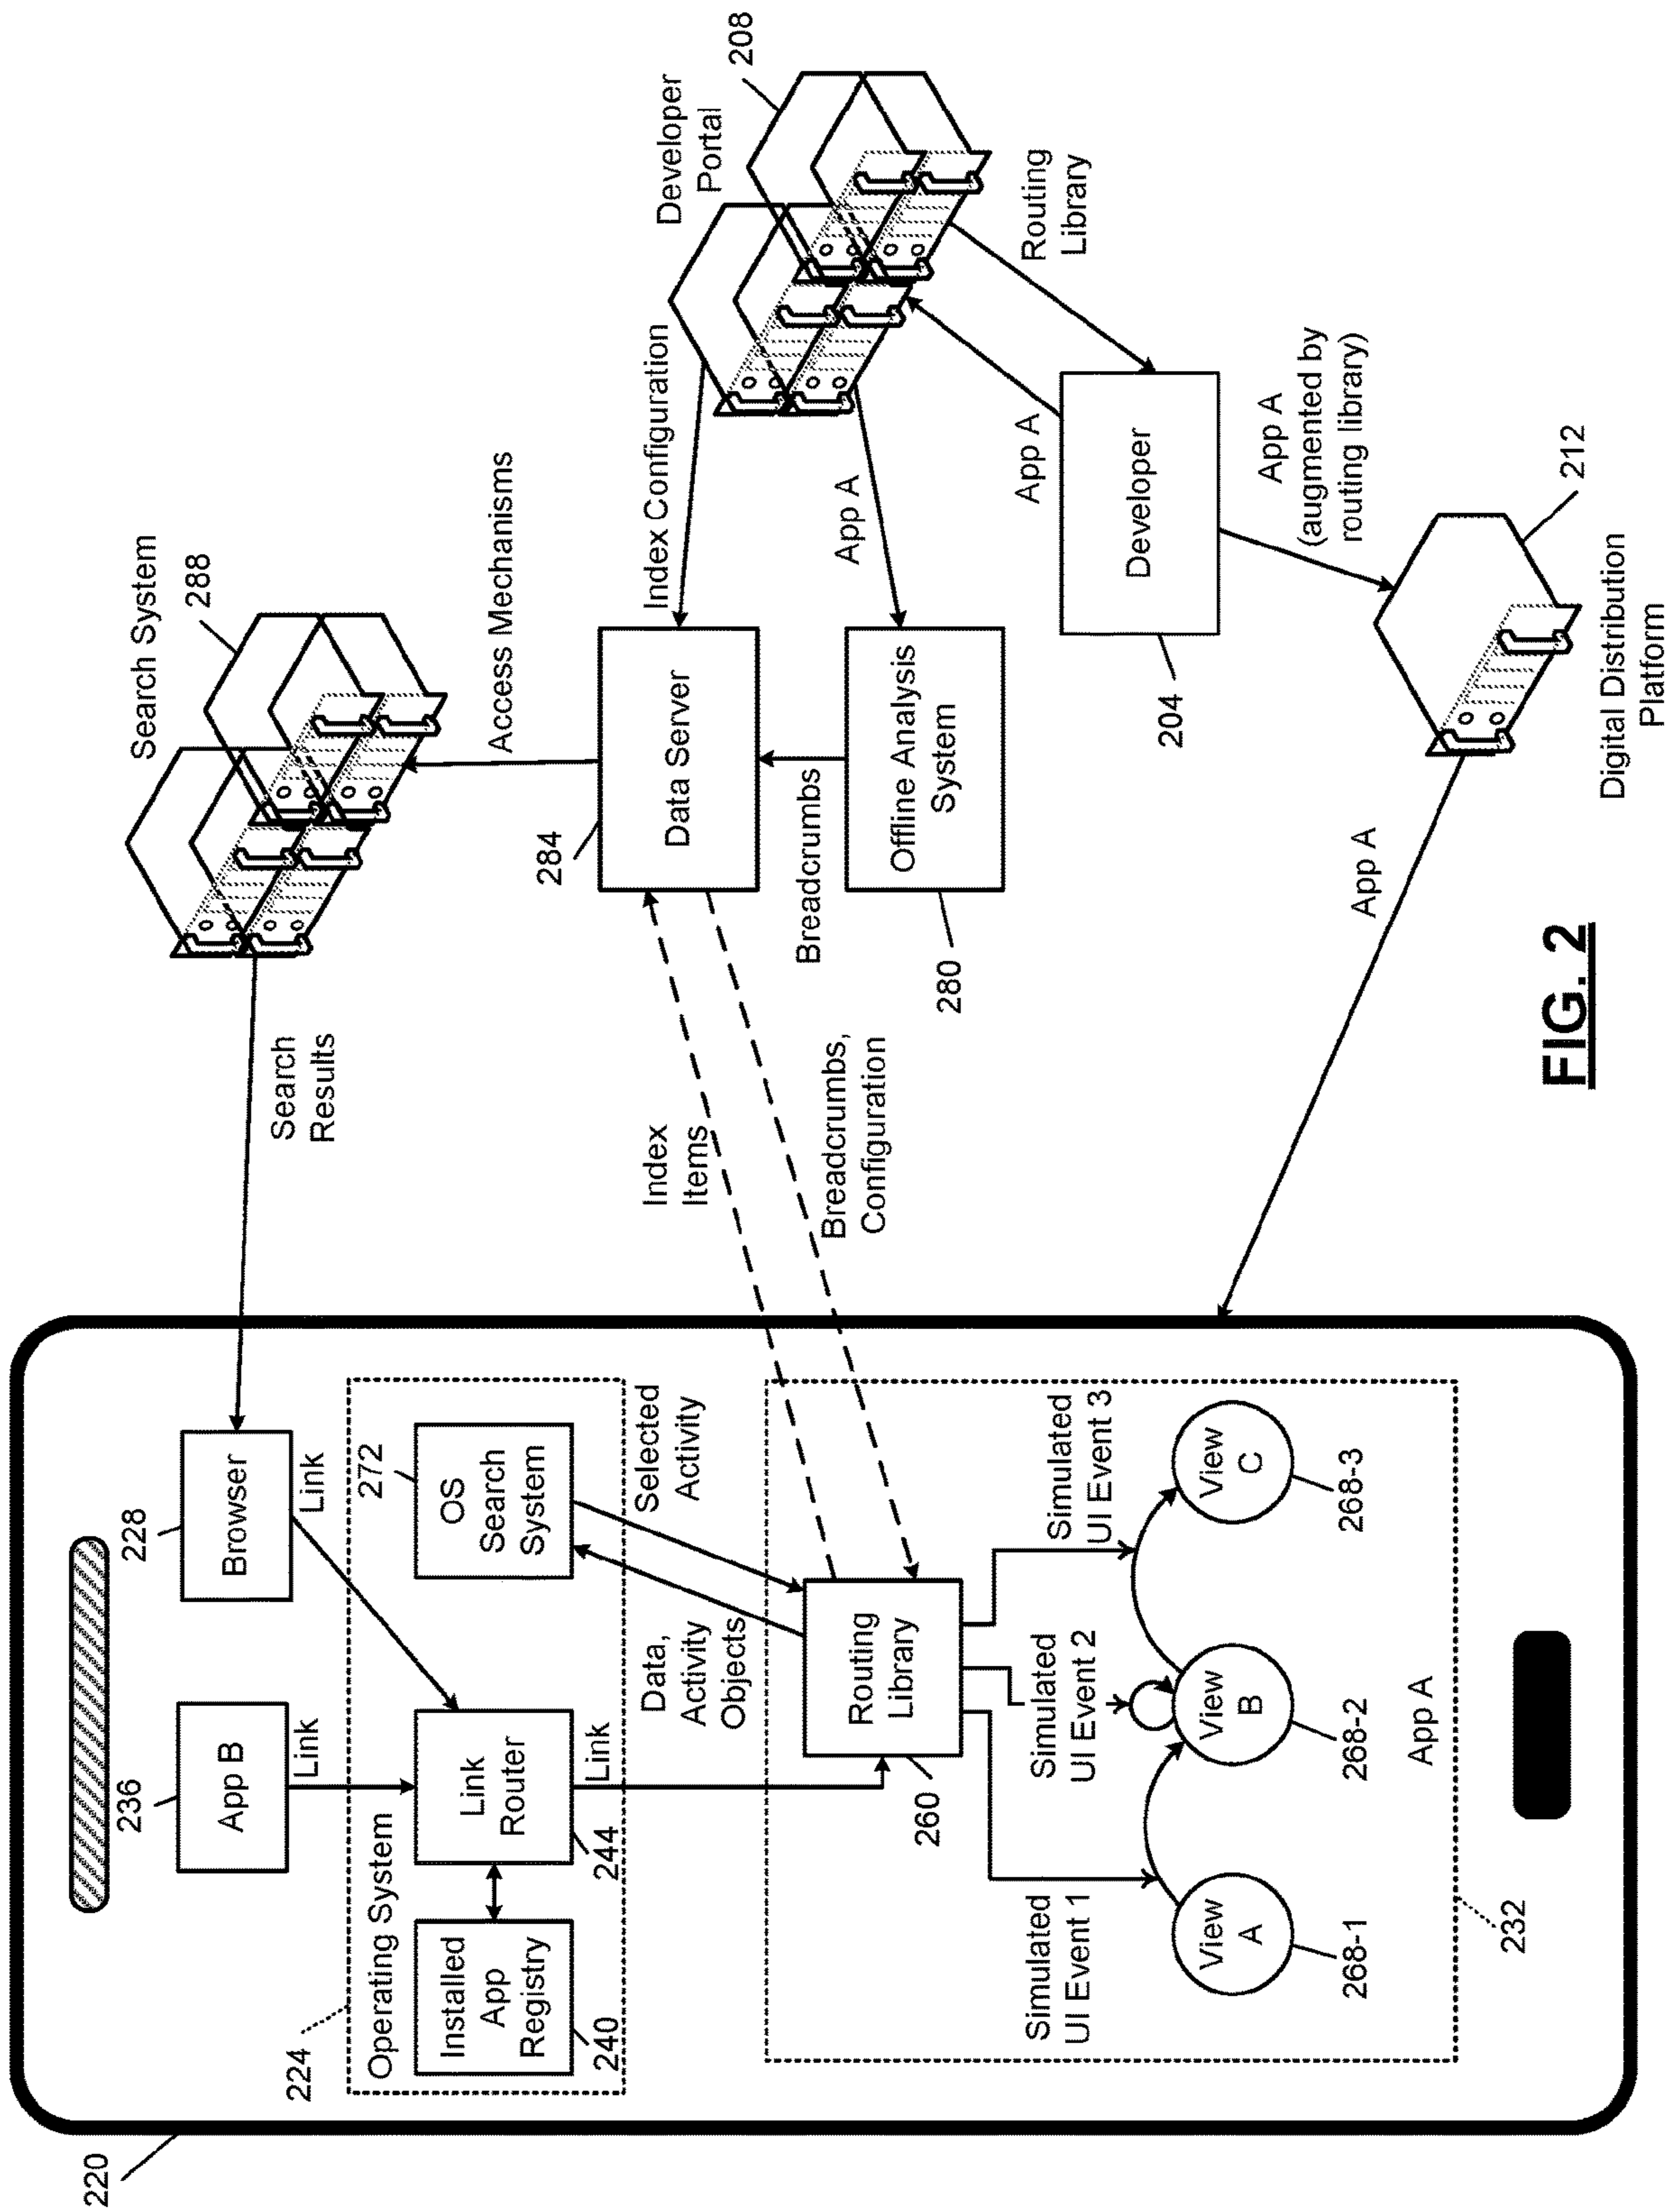 220
236
App B
Link
228
Browser
Link
Search
Results
Search System
288
224
Operating System
Installed
App
Registry
240
Link
Router
244
Link
272
OS
Search
System
Selected
Activity
Data,
Activity
Objects
Access Mechanisms
Index Configuration
Developer
Portal
208
284
Data Server
Index
Items
Breadcrumbs,
Configuration
Breadcrumbs
App A
Offline Analysis
System
280
Routing
Library
App A
Developer
204
App A
(augmented by
routing library)
Routing
Library
260
Simulated
UI Event 1
Simulated
UI Event 2
Simulated
UI Event 3
View
A
268-1
View
B
268-2
View
C
268-3
App A
232
App A
212
Digital Distribution
Platform
FIG. 2